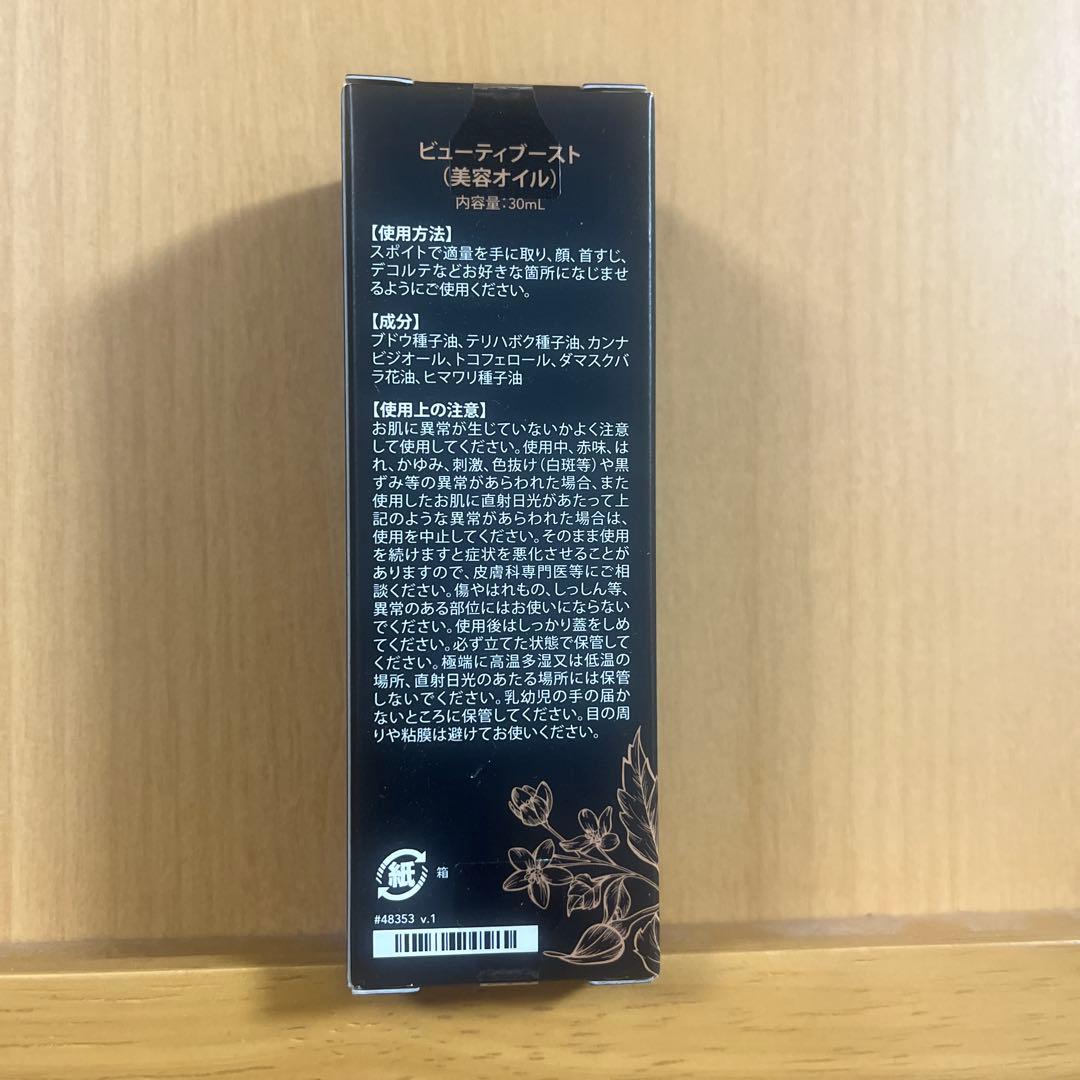 ビューティブースト
(美容オイル)
内容量:30mL
【使用方法】
スポイトで適量を手に取り、顔、首すじ、
デコルテなどお好きな箇所になじませ
るようにご使用ください。
【成分】
ブドウ種子油、テリハボク種子油、カンナ
ビジオール、トコフェロール、ダマスクバ
ラ花油、ヒマワリ種子油
【使用上の注意】
お肌に異常が生じていないかよく注意
して使用してください。使用中、赤味、は
れ、かゆみ、刺激、色抜け(白斑等)や黒
ずみ等の異常があらわれた場合、また
使用したお肌に直射日光があたって上
記のような異常があらわれた場合は、
使用を中止してください。そのまま使用
を続けますと症状を悪化させることが
ありますので、皮膚科専門医等にご相
談ください。傷やはれもの、しっしん等、
異常のある部位にはお使いにならない
でください。使用後はしっかり蓋をしめ
てください。必ず立てた状態で保管して
ください。極端に高温多湿又は低温の
場所、直射日光のあたる場所には保管
しないでください。乳幼児の手の届か
ないところに保管してください。目の周
りや粘膜は避けてお使いください。
紙 箱
#48353 v.1